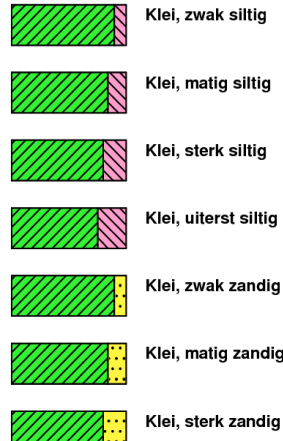 Klei, zwak siltig
Klei, matig siltig
Klei, sterk siltig
Klei, uiterst siltig
Klei, zwak zandig
Klei, matig zandig
Klei, sterk zandig